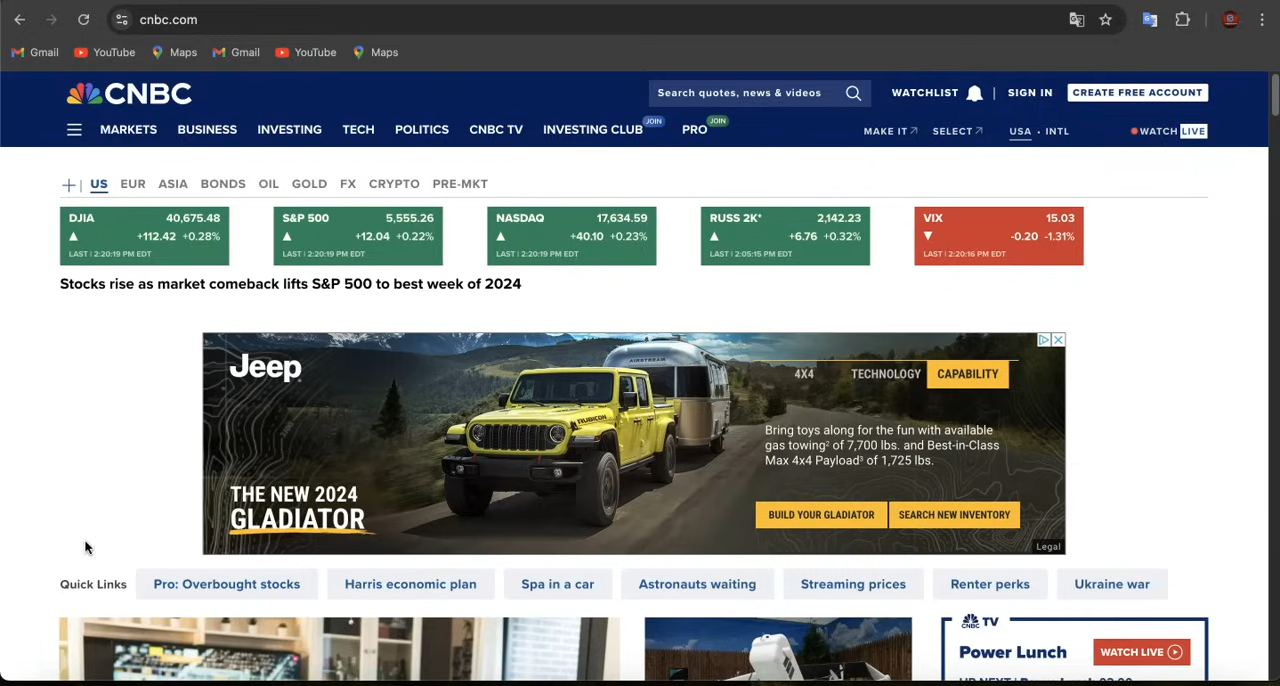 cnbc.com
Gmail YouTube Maps Gmail YouTube Maps
CNBC
Search quotes, news & videos
WATCHLIST | SIGN IN CREATE FREE ACCOUNT
MARKETS BUSINESS INVESTING TECH POLITICS CNBC TV INVESTING CLUB JOIN PRO JOIN
MAKE IT SELECT USA • INTL WATCH LIVE
US EUR ASIA BONDS OIL GOLD FX CRYPTO PRE-MKT
DJIA 40,675.48
+112.42 +0.28%
LAST | 2:20:19 PM EDT
S&P 500 5,555.26
+12.04 +0.22%
LAST | 2:20:19 PM EDT
NASDAQ 17,634.59
+40.10 +0.23%
LAST | 2:20:19 PM EDT
RUSS 2K* 2,142.23
+6.76 +0.32%
LAST | 2:05:15 PM EDT
VIX 15.03
-0.20 -1.31%
LAST | 2:20:16 PM EDT
Stocks rise as market comeback lifts S&P 500 to best week of 2024
Jeep
AIRSTREAM
RUBICON
4X4 TECHNOLOGY CAPABILITY
Bring toys along for the fun with available
gas towing² of 7,700 lbs. and Best-in-Class
Max 4x4 Payload³ of 1,725 lbs.
THE NEW 2024
GLADIATOR
BUILD YOUR GLADIATOR SEARCH NEW INVENTORY
Legal
Quick Links Pro: Overbought stocks Harris economic plan Spa in a car Astronauts waiting Streaming prices Renter perks Ukraine war
CNBC TV
Power Lunch
WATCH LIVE